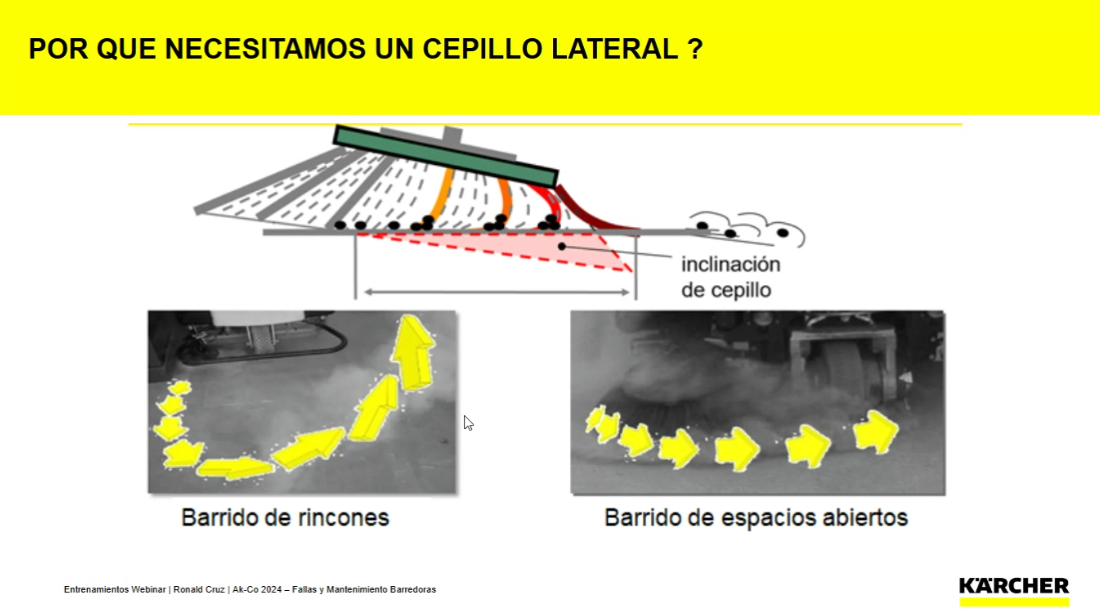 POR QUE NECESITAMOS UN CEPILLO LATERAL ?
inclinación
de cepillo
Barrido de rincones
Barrido de espacios abiertos
Entrenamientos Webinar | Ronald Cruz | Ak-Co 2024 – Fallas y Mantenimiento Barredoras
KÄRCHER